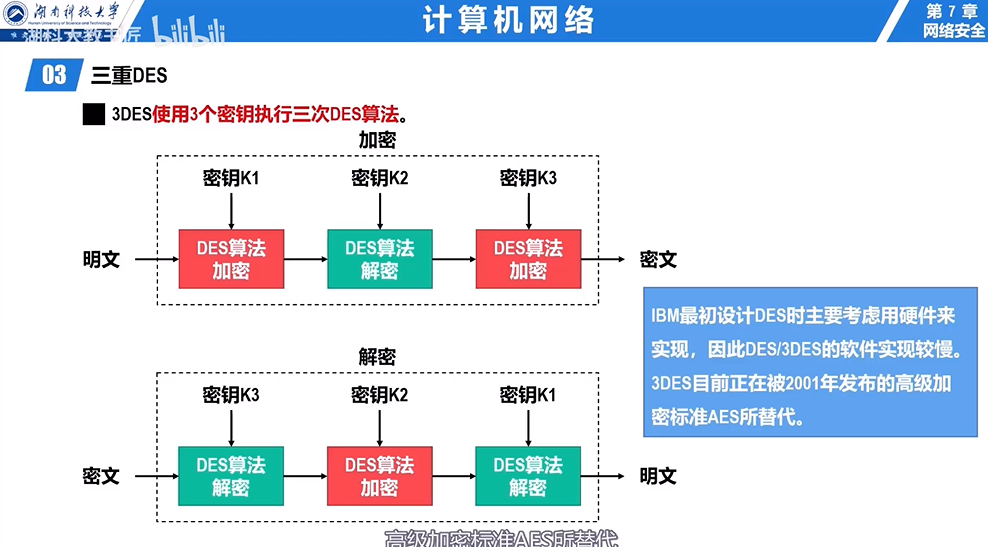 湖南科技大学
Hunan University of Science and Technology
湖科大教书匠 bilibili
计算机网络
第 7 章
网络安全
03 三重DES
3DES使用3个密钥执行三次DES算法。
加密
密钥K1 密钥K2 密钥K3
明文 DES算法 DES算法 DES算法 密文
加密 解密 加密
IBM最初设计DES时主要考虑用硬件来
实现，因此DES/3DES的软件实现较慢。
3DES目前正在被2001年发布的高级加
密标准AES所替代。
解密
密钥K3 密钥K2 密钥K1
密文 DES算法 DES算法 DES算法 明文
解密 加密 解密
高级加密标准AES所替代